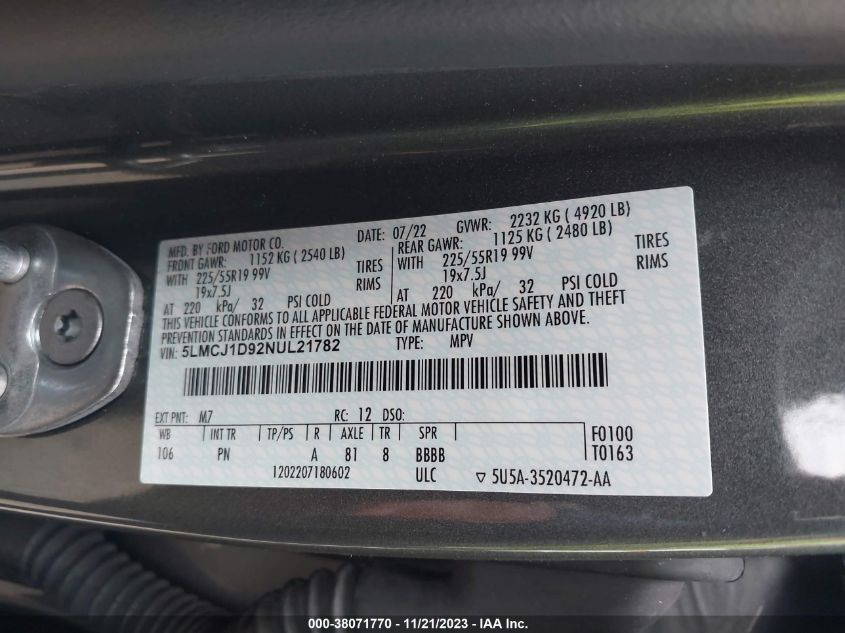 MFD. BY FORD MOTOR CO. DATE: 07/22 GVWR: 2232 KG ( 4920 LB)
FRONT GAWR: 1152 KG ( 2540 LB) REAR GAWR: 1125 KG ( 2480 LB)
WITH 225/55R19 99V TIRES WITH 225/55R19 99V TIRES
19x7.5J RIMS 19x7.5J RIMS
AT 220 kPa/ 32 PSI COLD AT 220 kPa/ 32 PSI COLD
THIS VEHICLE CONFORMS TO ALL APPLICABLE FEDERAL MOTOR VEHICLE SAFETY AND THEFT
PREVENTION STANDARDS IN EFFECT ON THE DATE OF MANUFACTURE SHOWN ABOVE.
VIN: 5LMCJ1D92NUL21782 TYPE: MPV
EXT PNT: M7 RC: 12 DSO:
WB INT TR TP/PS R AXLE TR SPR F0100
106 PN A 81 8 BBBB T0163
1202207180602 ULC ▽ 5U5A-3520472-AA
000-38071770 - 11/21/2023 - IAA Inc.